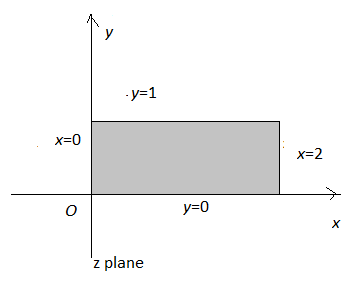 y
y=1
x=0
x=2
O
y=0
x
z plane